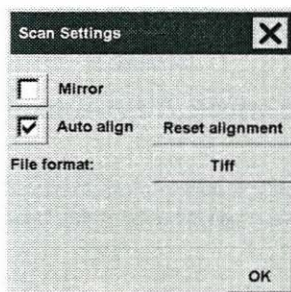 Scan Settings
Mirror
Auto align Reset alignment
File format: Tiff
OK